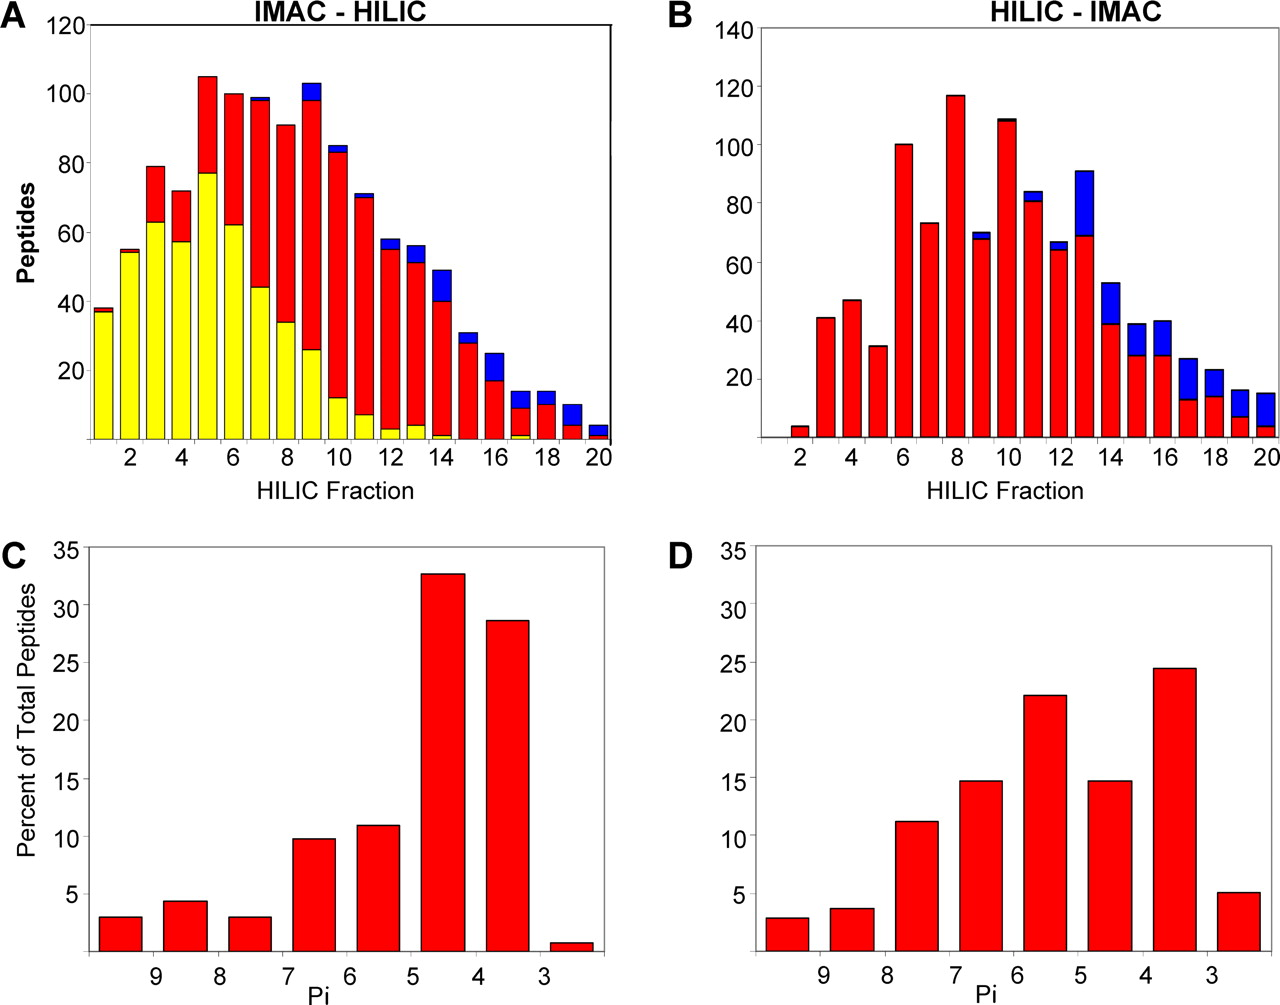 A
IMAC - HILIC
120
100
80
60
40
20
Peptides
2 4 6 8 10 12 14 16 18 20
HILIC Fraction
B
HILIC - IMAC
140
120
100
80
60
40
20
2 4 6 8 10 12 14 16 18 20
HILIC Fraction
C
35
30
25
20
15
10
5
Percent of Total Peptides
9 8 7 6 5 4 3
Pi
D
35
30
25
20
15
10
5
9 8 7 6 5 4 3
Pi